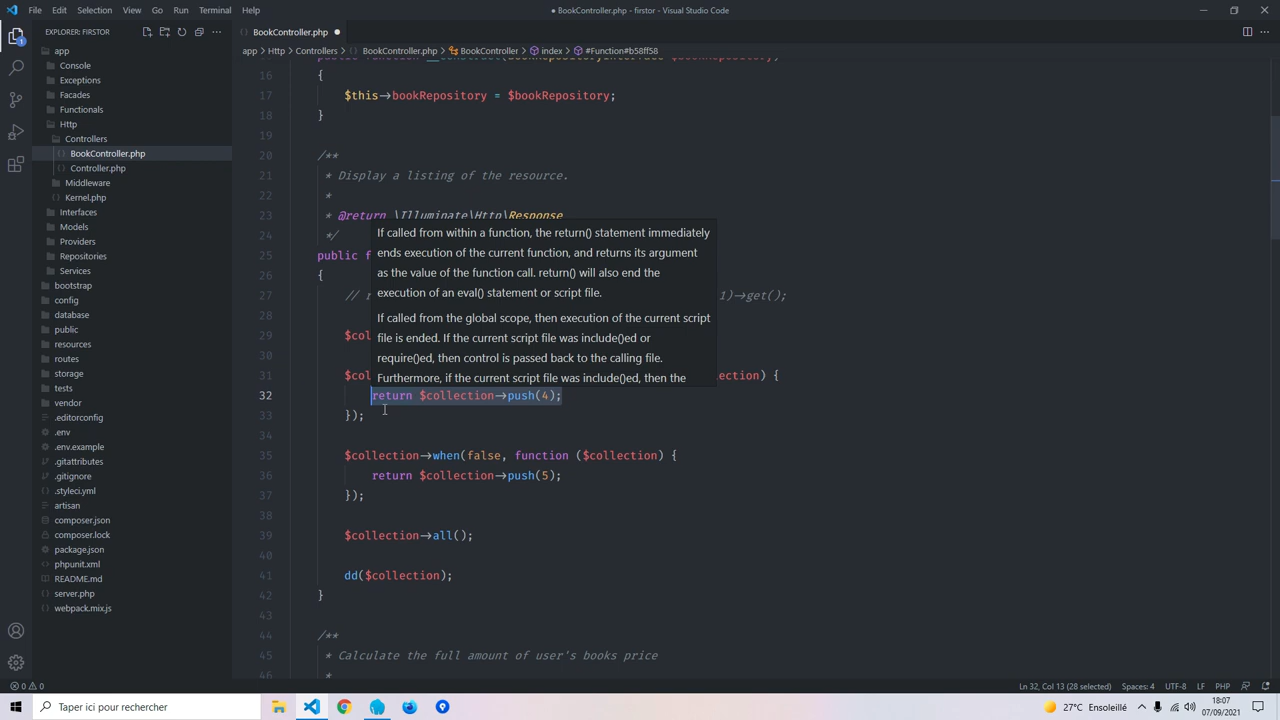 File Edit Selection View Go Run Terminal Help
● BookController.php - firstor - Visual Studio Code
EXPLORER: FIRSTOR
BookController.php ●
app > Http > Controllers > BookController.php > BookController > index > #Function#b58ff58
app
Console
Exceptions
Facades
Functionals
Http
Controllers
BookController.php
Controller.php
Middleware
Kernel.php
Interfaces
Models
Providers
Repositories
Services
bootstrap
config
database
public
resources
routes
storage
tests
vendor
.editorconfig
.env
.env.example
.gitattributes
.gitignore
.styleci.yml
artisan
composer.json
composer.lock
package.json
phpunit.xml
README.md
server.php
webpack.mix.js
public function __construct(BookRepositoryInterface $bookRepository)
16 {
17 $this->bookRepository = $bookRepository;
18 }
19
20 /**
21 * Display a listing of the resource.
22 *
23 * @return \Illuminate\Http\Response
24 */
25 public f
26 {
27 // r 1)->get();
29 $col
30
31 $col lection) {
32 return $collection->push(4);
33 });
34
35 $collection->when(false, function ($collection) {
36 return $collection->push(5);
37 });
38
39 $collection->all();
40
41 dd($collection);
42 }
43
44 /**
45 * Calculate the full amount of user's books price
46 *
If called from within a function, the return() statement immediately
ends execution of the current function, and returns its argument
as the value of the function call. return() will also end the
execution of an eval() statement or script file.
If called from the global scope, then execution of the current script
file is ended. If the current script file was include()ed or
require()ed, then control is passed back to the calling file.
Furthermore, if the current script file was include()ed, then the
0 0
Ln 32, Col 13 (28 selected) Spaces: 4 UTF-8 LF PHP
Taper ici pour rechercher
27°C Ensoleillé
18:07
07/09/2021